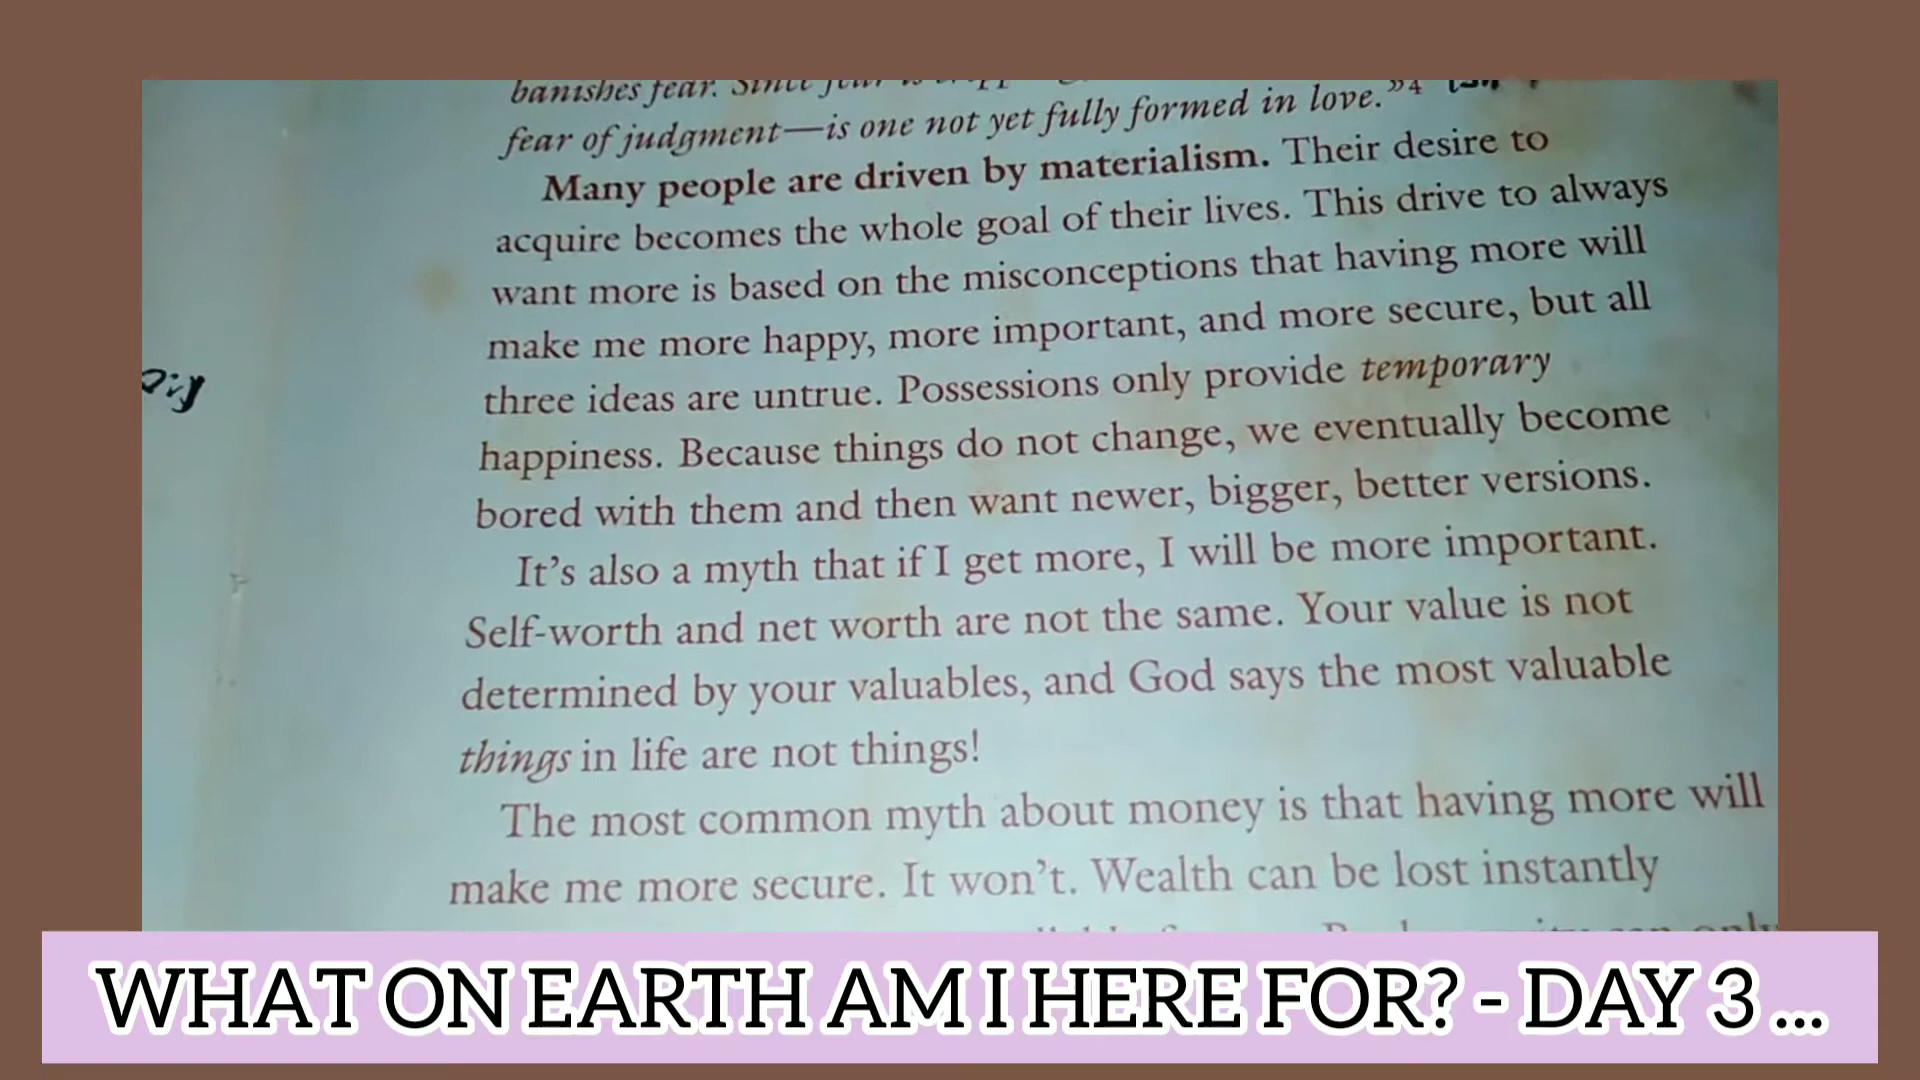 banishes fear. Since fear is
fear of judgment—is one not yet fully formed in love.”4
Many people are driven by materialism. Their desire to
acquire becomes the whole goal of their lives. This drive to always
want more is based on the misconceptions that having more will
make me more happy, more important, and more secure, but all
three ideas are untrue. Possessions only provide temporary
happiness. Because things do not change, we eventually become
bored with them and then want newer, bigger, better versions.
It’s also a myth that if I get more, I will be more important.
Self-worth and net worth are not the same. Your value is not
determined by your valuables, and God says the most valuable
things in life are not things!
The most common myth about money is that having more will
make me more secure. It won’t. Wealth can be lost instantly
only
WHAT ON EARTH AM I HERE FOR? - DAY 3 ...